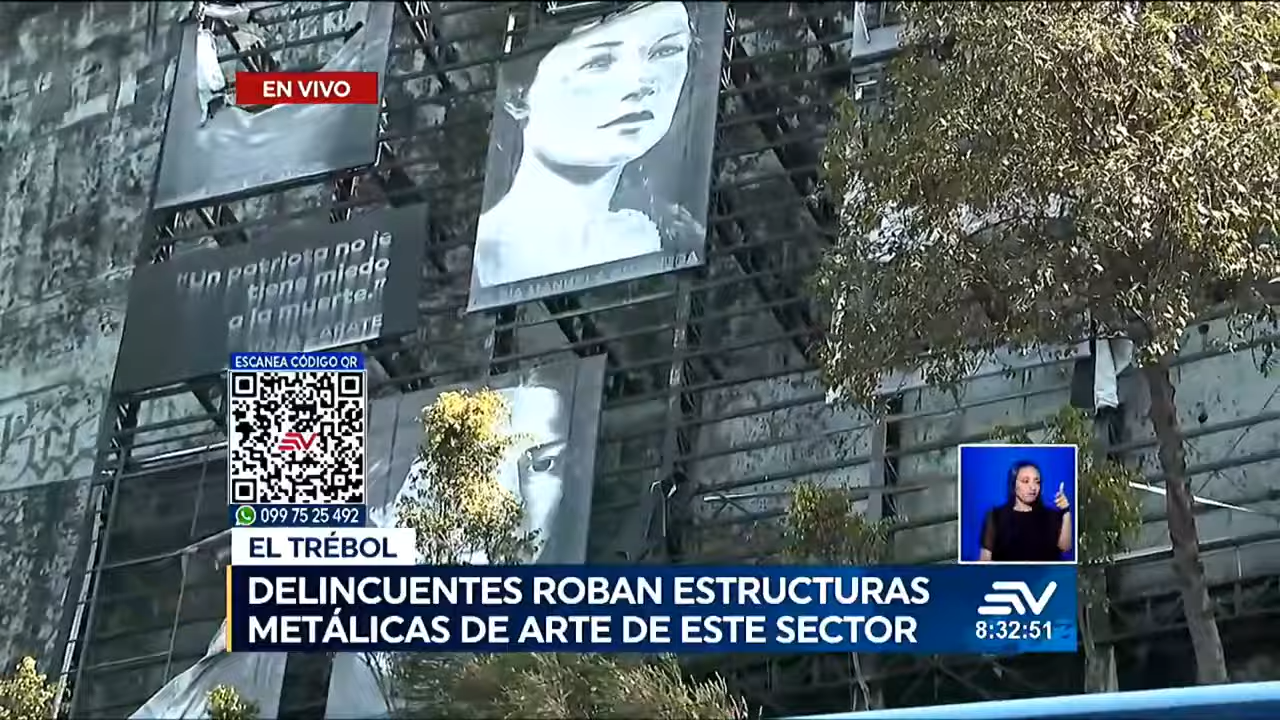 EN VIVO
"Un patriota no le
tiene miedo
a la muerte."
ESCANEA CÓDIGO QR
099 75 25 492
EL TRÉBOL
DELINCUENTES ROBAN ESTRUCTURAS
METÁLICAS DE ARTE DE ESTE SECTOR
8:32:51